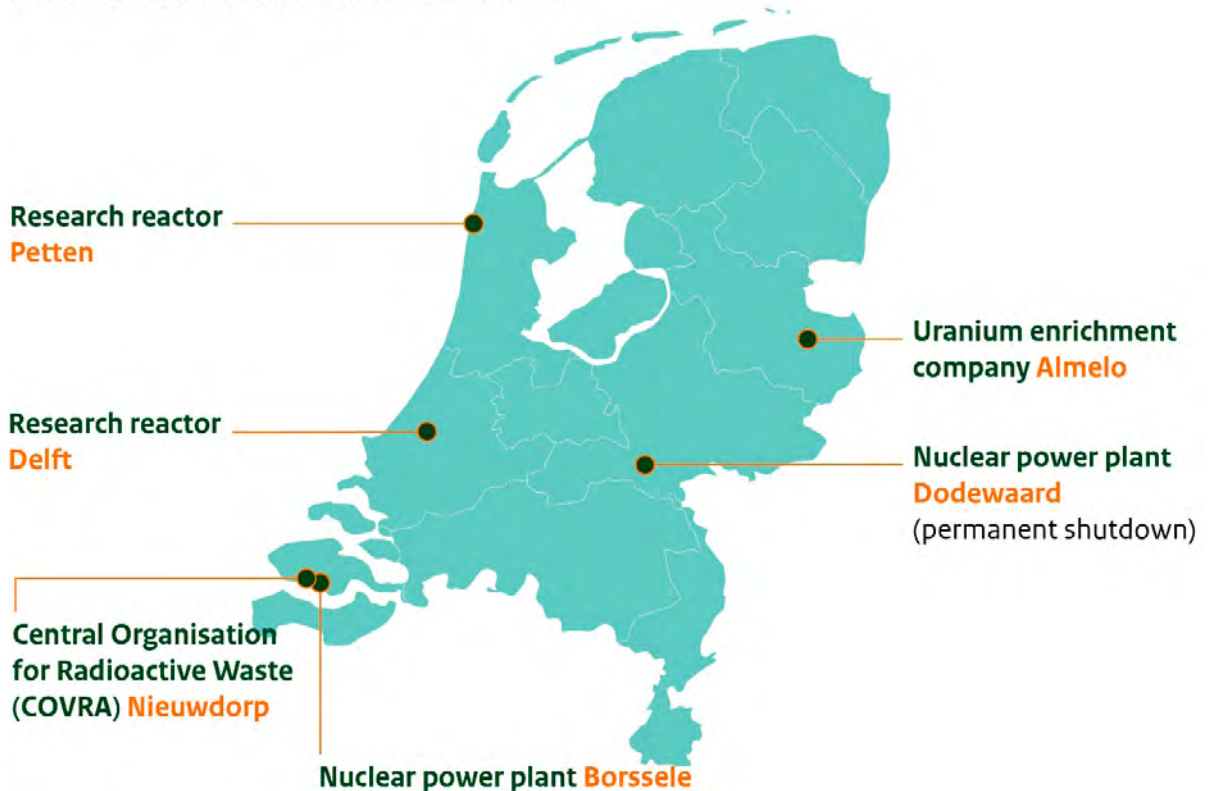 Research reactor
Petten
Uranium enrichment
company Almelo
Research reactor
Delft
Nuclear power plant
Dodewaard
(permanent shutdown)
Central Organisation
for Radioactive Waste
(COVRA) Nieuwdorp
Nuclear power plant Borssele